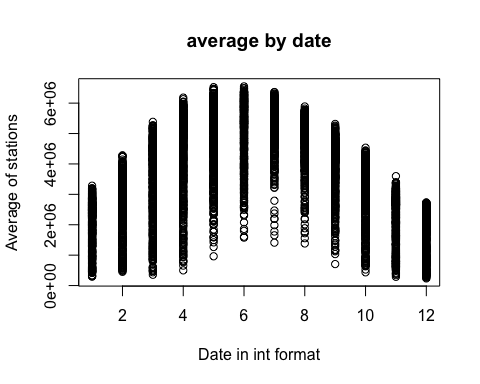 average by date
Average of stations
6e+06
4e+06
2e+06
0e+00
2 4 6 8 10 12
Date in int format